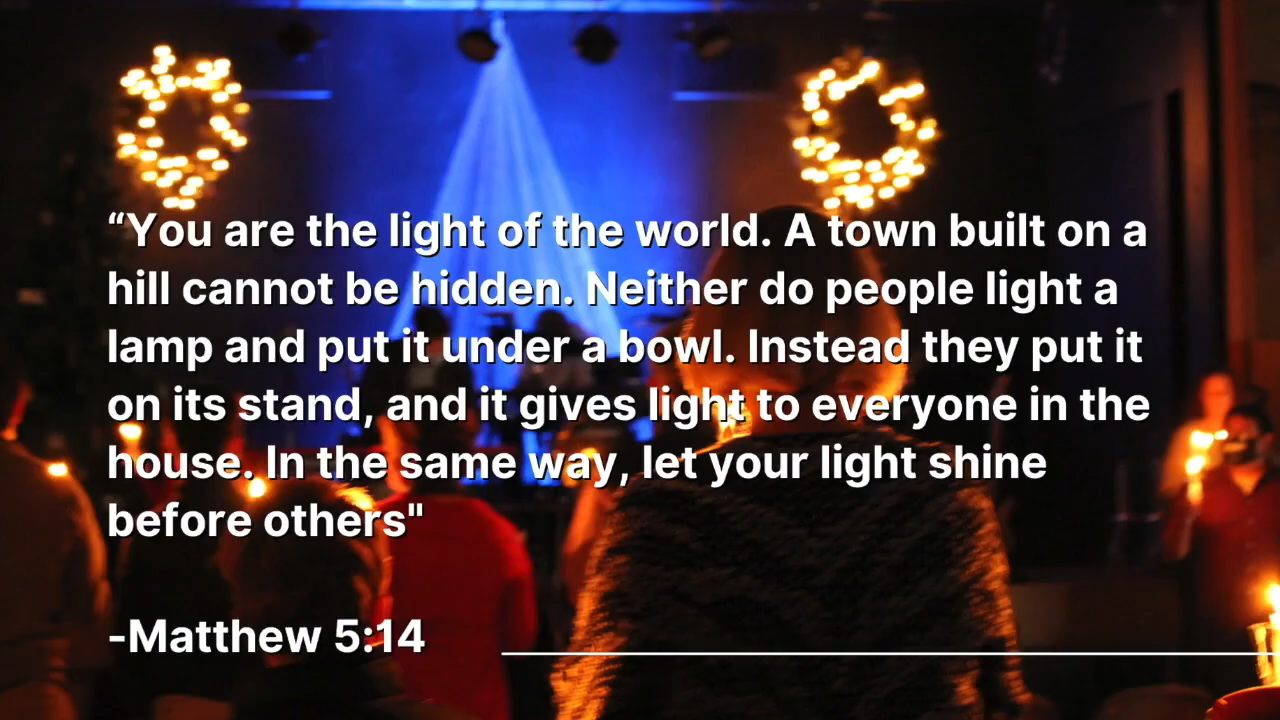 “You are the light of the world. A town built on a
hill cannot be hidden. Neither do people light a
lamp and put it under a bowl. Instead they put it
on its stand, and it gives light to everyone in the
house. In the same way, let your light shine
before others"
-Matthew 5:14